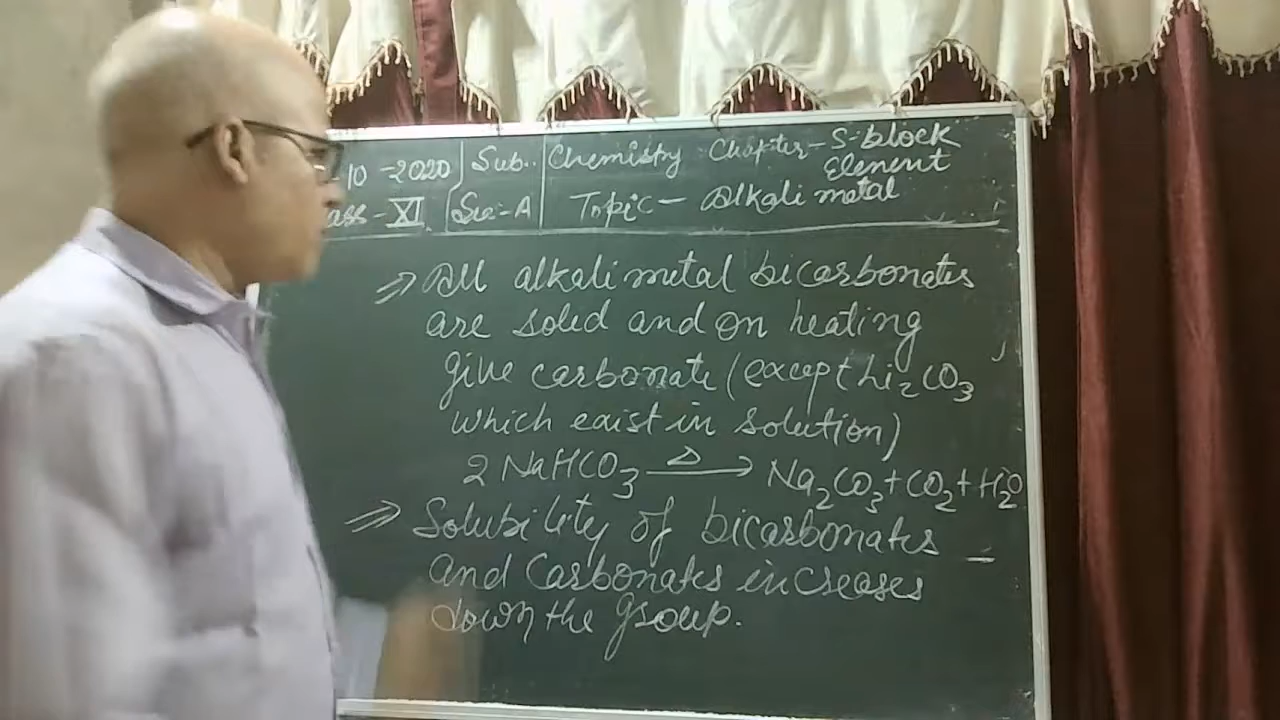 -10-2020 Sub.. Chemistry Chapter- S-block
Element
ass-XI Sec-A Topic- Alkali metal
⇒ All alkali metal bicarbonates
are solid and on heating
give carbonate (except Li₂CO₃
which exist in solution)
2 NaHCO₃ —Δ→ Na₂CO₃+CO₂+H₂O
⇒ Solubility of bicarbonates -
and Carbonates increases
down the group.